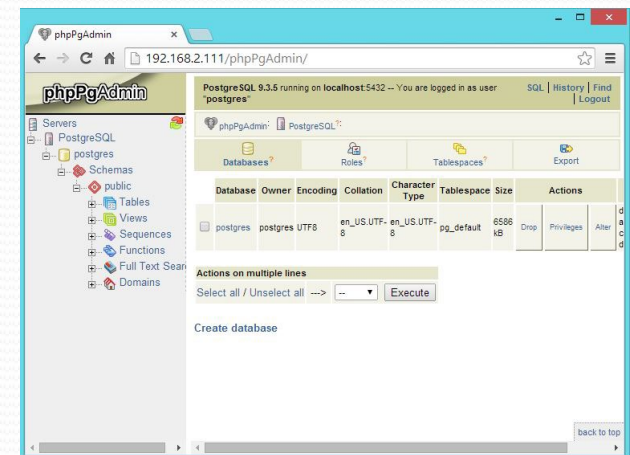 phpPgAdmin
192.168.2.111/phpPgAdmin/
phpPgAdmin
Servers
PostgreSQL
postgres
Schemas
public
Tables
Views
Sequences
Functions
Full Text Sear
Domains
PostgreSQL 9.3.5 running on localhost:5432 -- You are logged in as user
"postgres"
SQL | History | Find
| Logout
phpPgAdmin: PostgreSQL?:
Databases? Roles? Tablespaces? Export
Database Owner Encoding Collation Character Type Tablespace Size Actions
postgres postgres UTF8 en_US.UTF-8 en_US.UTF-8 pg_default 6586 kB Drop Privileges Alter
Actions on multiple lines
Select all / Unselect all ---> -- Execute
Create database
back to top